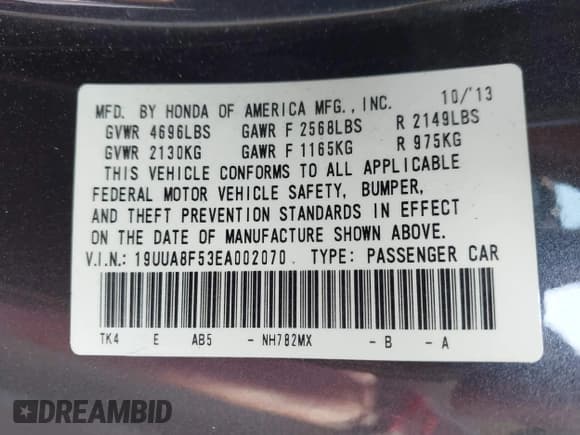 MFD. BY HONDA OF AMERICA MFG., INC. 10/'13
GVWR 4696LBS GAWR F 2568LBS R 2149LBS
GVWR 2130KG GAWR F 1165KG R 975KG
THIS VEHICLE CONFORMS TO ALL APPLICABLE
FEDERAL MOTOR VEHICLE SAFETY, BUMPER,
AND THEFT PREVENTION STANDARDS IN EFFECT
ON THE DATE OF MANUFACTURE SHOWN ABOVE.
V.I.N.: 19UUA8F53EA002070. TYPE: PASSENGER CAR
TK4 E AB5 - NH782MX - B - A
DREAMBID